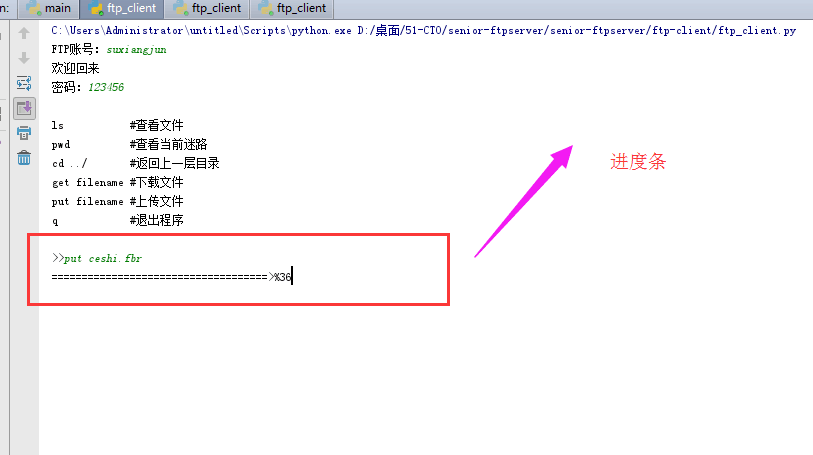 n: main ftp_client ftp_client ftp_client
C:\Users\Administrator\untitled\Scripts\python.exe D:/桌面/51-CTO/senior-ftpserver/senior-ftpserver/ftp-client/ftp_client.py
FTP账号：suxiangjun
欢迎回来
密码：123456
ls #查看文件
pwd #查看当前迷路
cd ../ #返回上一层目录
get filename #下载文件
put filename #上传文件
q #退出程序
进度条
>>put ceshi.fbr
====================================>%36